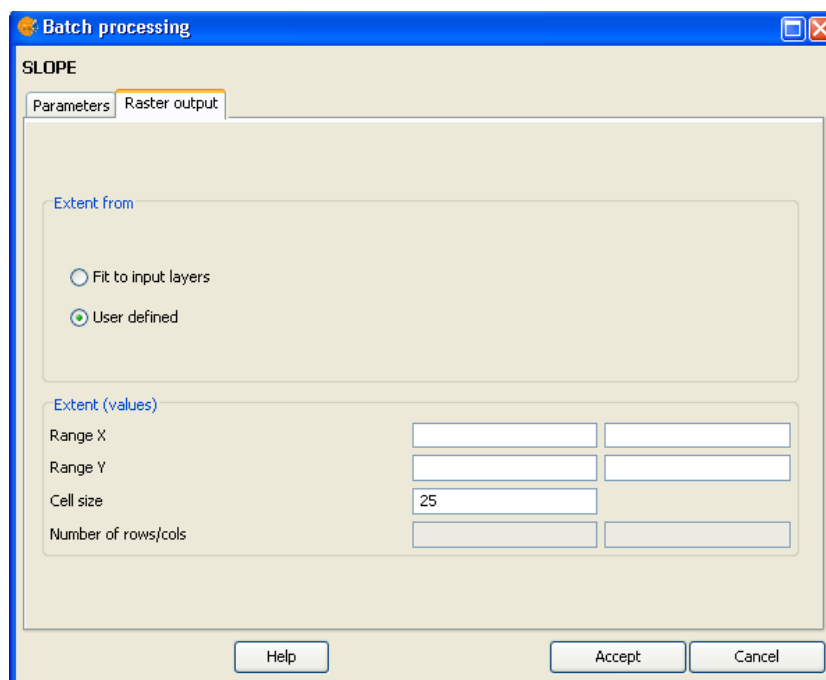 Batch processing
SLOPE
Parameters Raster output
Extent from
Fit to input layers
User defined
Extent (values)
Range X
Range Y
Cell size 25
Number of rows/cols
Help Accept Cancel